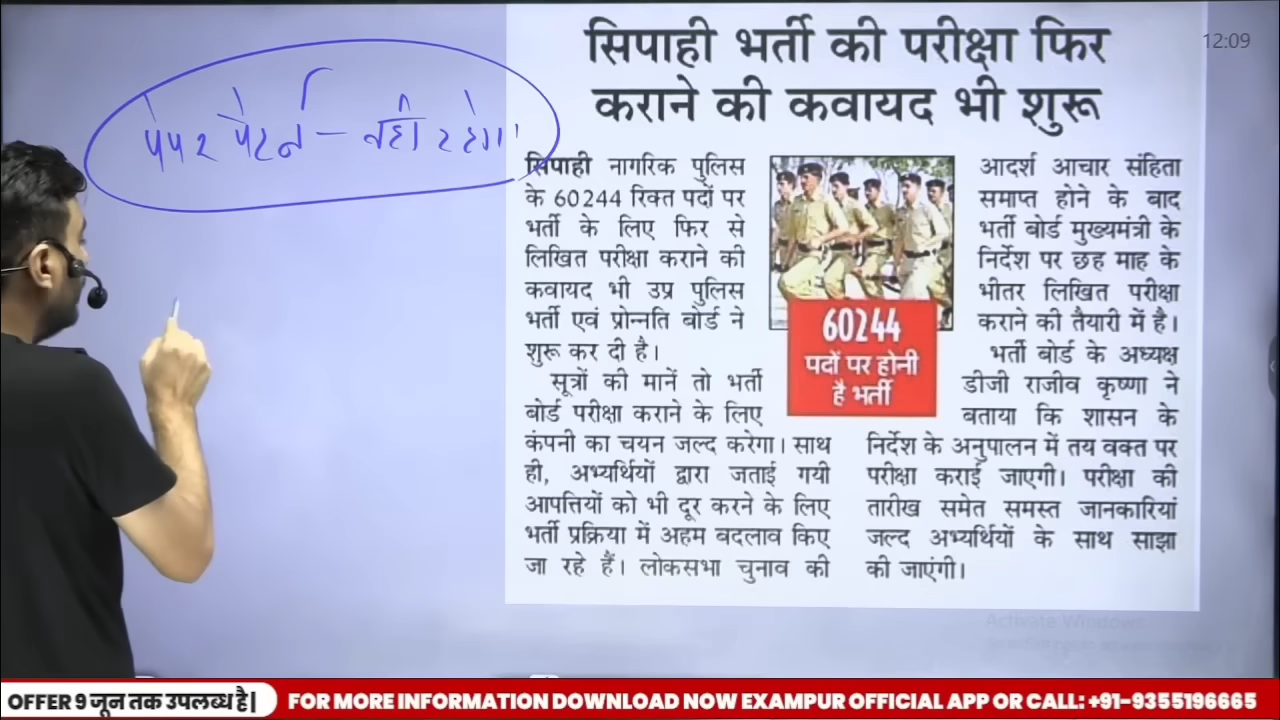 सिपाही भर्ती की परीक्षा फिर
कराने की कवायद भी शुरू
12:09
पेपर पैटर्न – नहीं रहेगा
सिपाही नागरिक पुलिस
के 60244 रिक्त पदों पर
भर्ती के लिए फिर से
लिखित परीक्षा कराने की
कवायद भी उप्र पुलिस
भर्ती एवं प्रोन्नति बोर्ड ने
शुरू कर दी है।
सूत्रों की मानें तो भर्ती
बोर्ड परीक्षा कराने के लिए
कंपनी का चयन जल्द करेगा। साथ
ही, अभ्यर्थियों द्वारा जताई गयी
आपत्तियों को भी दूर करने के लिए
भर्ती प्रक्रिया में अहम बदलाव किए
जा रहे हैं। लोकसभा चुनाव की
60244
पदों पर होनी
है भर्ती
आदर्श आचार संहिता
समाप्त होने के बाद
भर्ती बोर्ड मुख्यमंत्री के
निर्देश पर छह माह के
भीतर लिखित परीक्षा
कराने की तैयारी में है।
भर्ती बोर्ड के अध्यक्ष
डीजी राजीव कृष्णा ने
बताया कि शासन के
निर्देश के अनुपालन में तय वक्त पर
परीक्षा कराई जाएगी। परीक्षा की
तारीख समेत समस्त जानकारियां
जल्द अभ्यर्थियों के साथ साझा
की जाएंगी।
Activate Windows
OFFER 9 जून तक उपलब्ध है|
FOR MORE INFORMATION DOWNLOAD NOW EXAMPUR OFFICIAL APP OR CALL: +91-9355196665